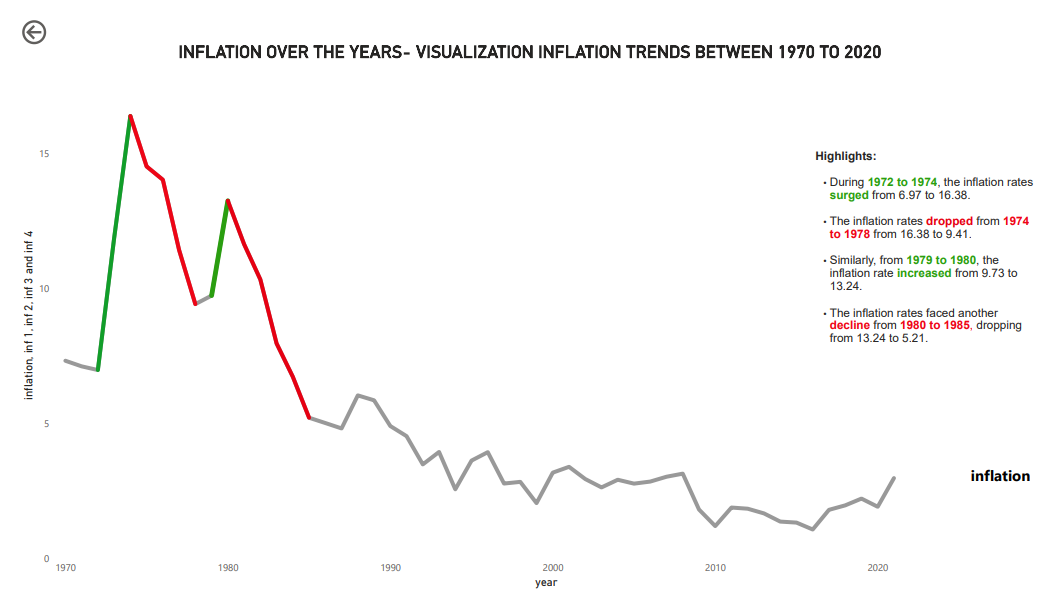 INFLATION OVER THE YEARS- VISUALIZATION INFLATION TRENDS BETWEEN 1970 TO 2020
Highlights:
• During 1972 to 1974, the inflation rates
surged from 6.97 to 16.38.
• The inflation rates dropped from 1974
to 1978 from 16.38 to 9.41.
• Similarly, from 1979 to 1980, the
inflation rate increased from 9.73 to
13.24.
• The inflation rates faced another
decline from 1980 to 1985, dropping
from 13.24 to 5.21.
inflation, inf 1, inf 2, inf 3 and inf 4
15
10
5
0
inflation
1970
1980
1990
2000
2010
2020
year